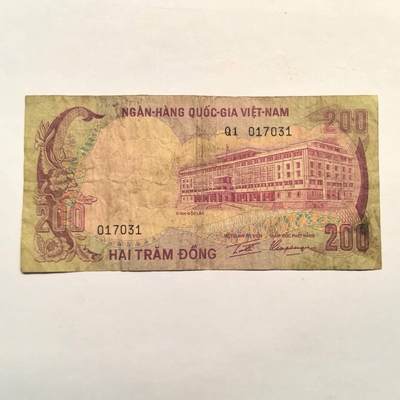 NGÂN-HÀNG QUỐC-GIA VIỆT-NAM
200
Q1 017031
200
017031
200
HAI TRĂM ĐỒNG